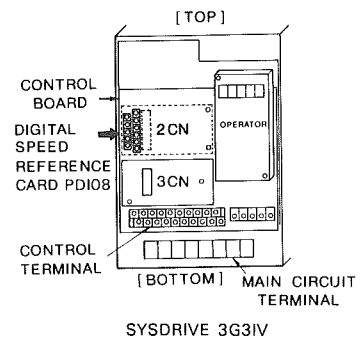 [TOP]
CONTROL
BOARD
DIGITAL
SPEED
REFERENCE
CARD PDI08
2CN
OPERATOR
3CN
CONTROL
TERMINAL
[BOTTOM]
MAIN CIRCUIT
TERMINAL
SYSDRIVE 3G3IV